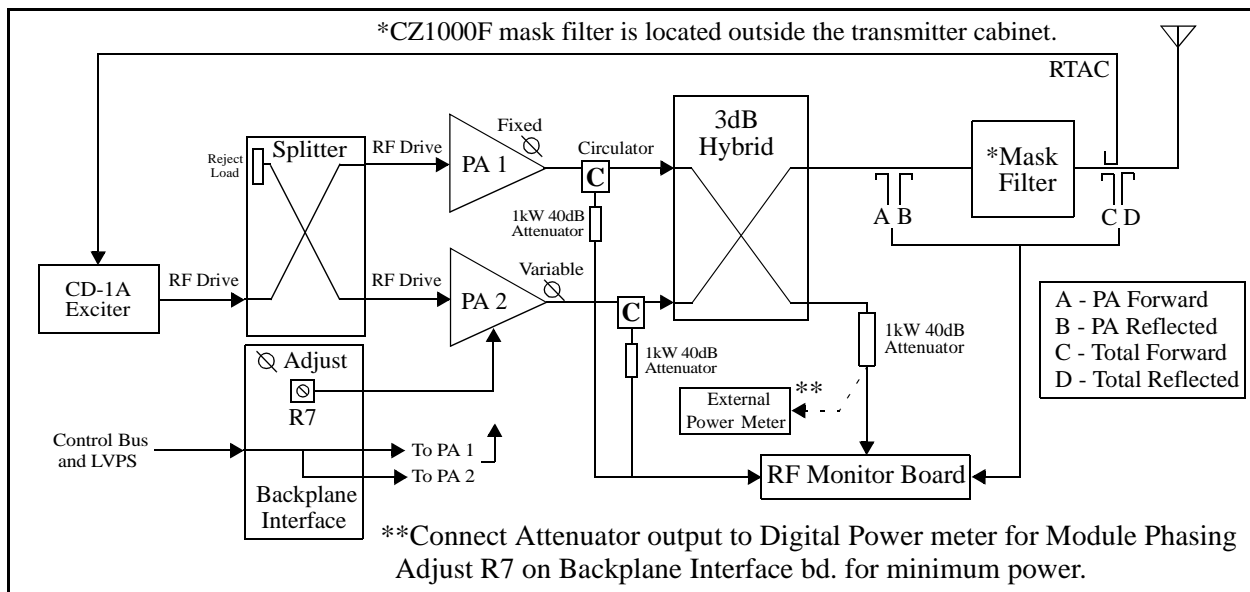 *CZ1000F mask filter is located outside the transmitter cabinet.
RTAC
3dB
Hybrid
Fixed
Splitter
RF Drive
Circulator
Reject
Load
PA 1
C
*Mask
Filter
1kW 40dB
Attenuator
A B
C D
Variable
RF Drive
RF Drive
PA 2
CD-1A
Exciter
C
A - PA Forward
B - PA Reflected
C - Total Forward
D - Total Reflected
1kW 40dB
Attenuator
Adjust
1kW 40dB
Attenuator
R7
**
External
Power Meter
Control Bus
and LVPS
To PA 1
To PA 2
RF Monitor Board
Backplane
Interface
**Connect Attenuator output to Digital Power meter for Module Phasing
Adjust R7 on Backplane Interface bd. for minimum power.